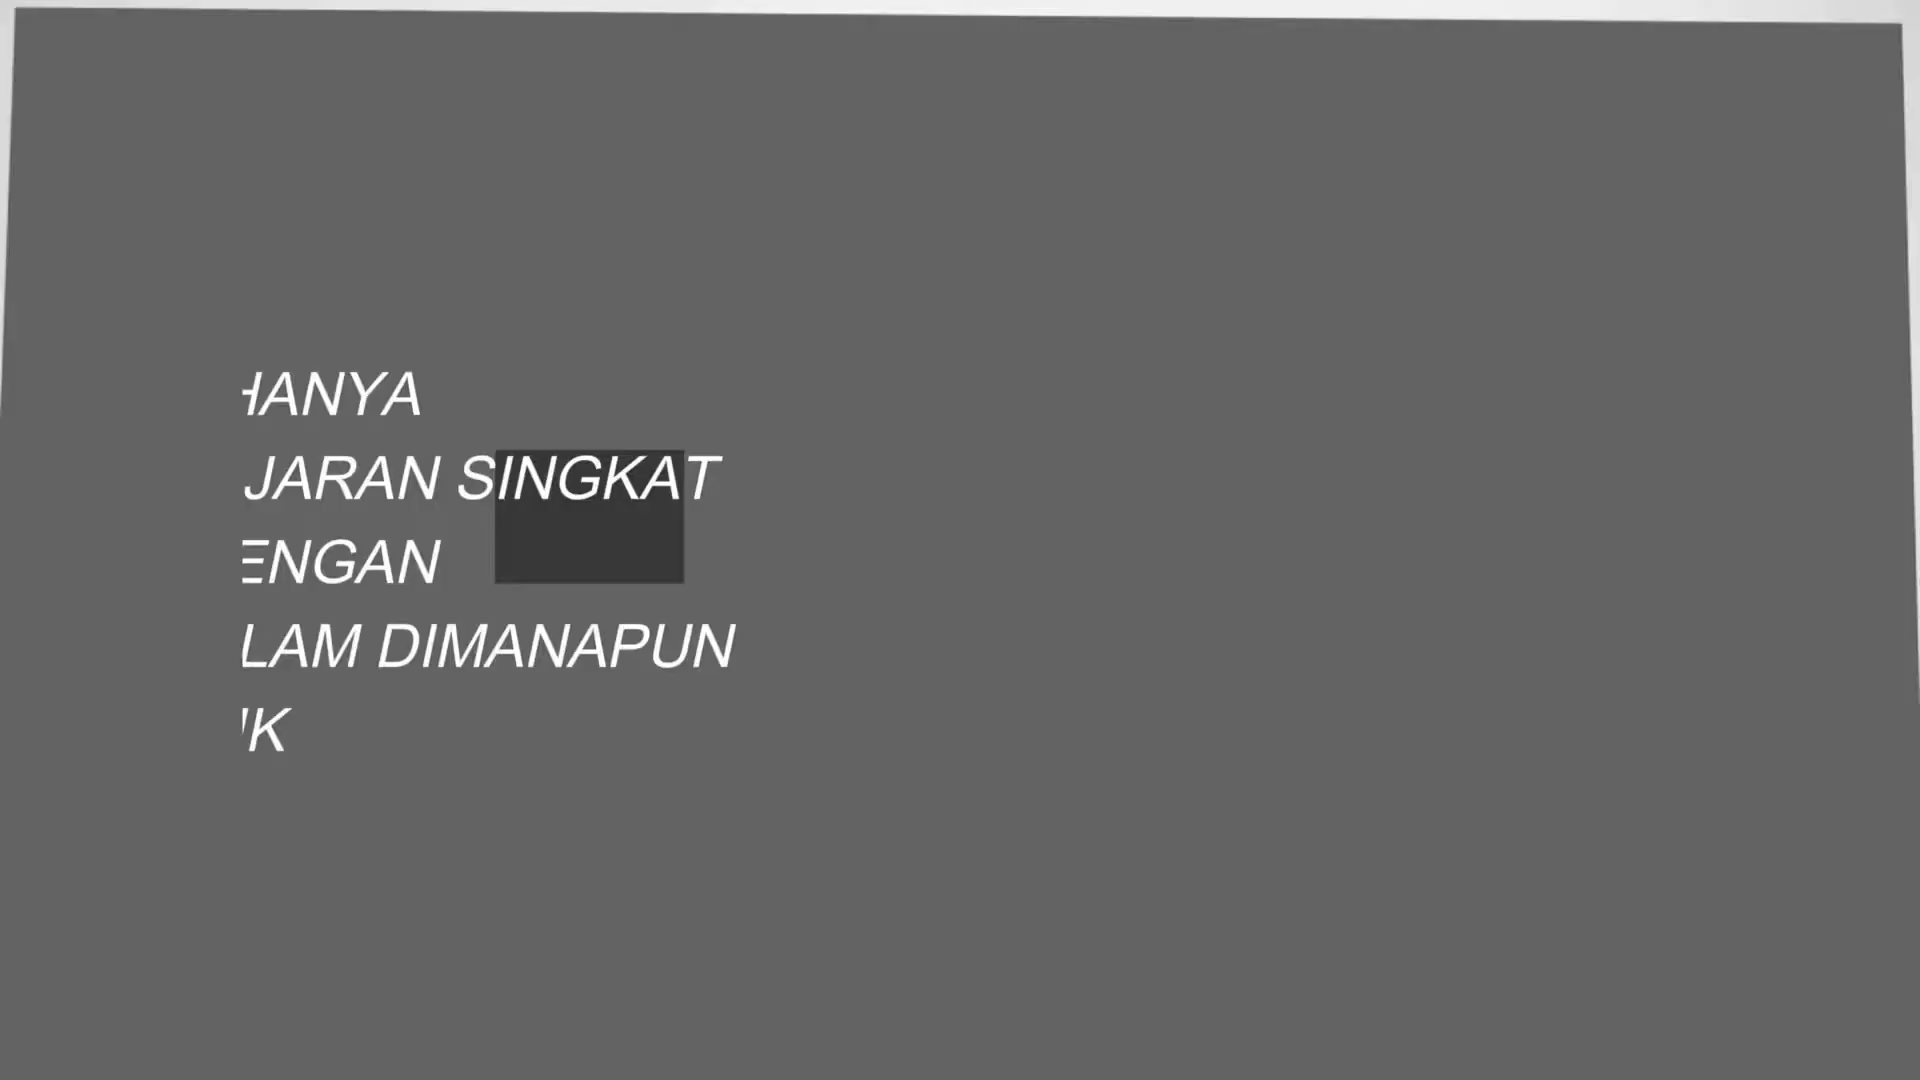 HANYA
JARAN SINGKAT
ENGAN
LAM DIMANAPUN
K